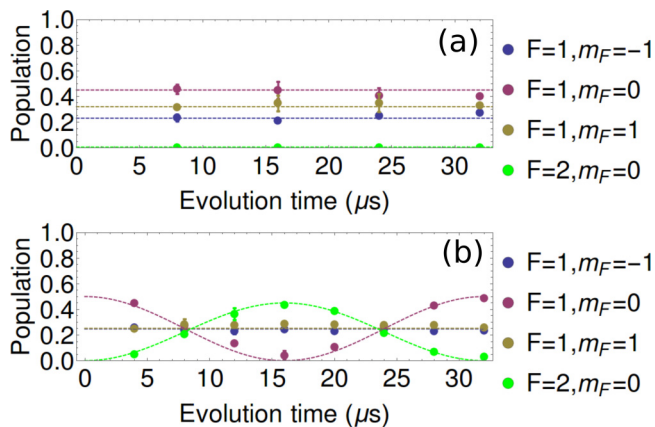 (a)
Population
1.0
0.8
0.6
0.4
0.2
0.0
0 5 10 15 20 25 30
Evolution time (μs)
F=1,m_F=−1
F=1,m_F=0
F=1,m_F=1
F=2,m_F=0
(b)
Population
1.0
0.8
0.6
0.4
0.2
0.0
0 5 10 15 20 25 30
Evolution time (μs)
F=1,m_F=−1
F=1,m_F=0
F=1,m_F=1
F=2,m_F=0